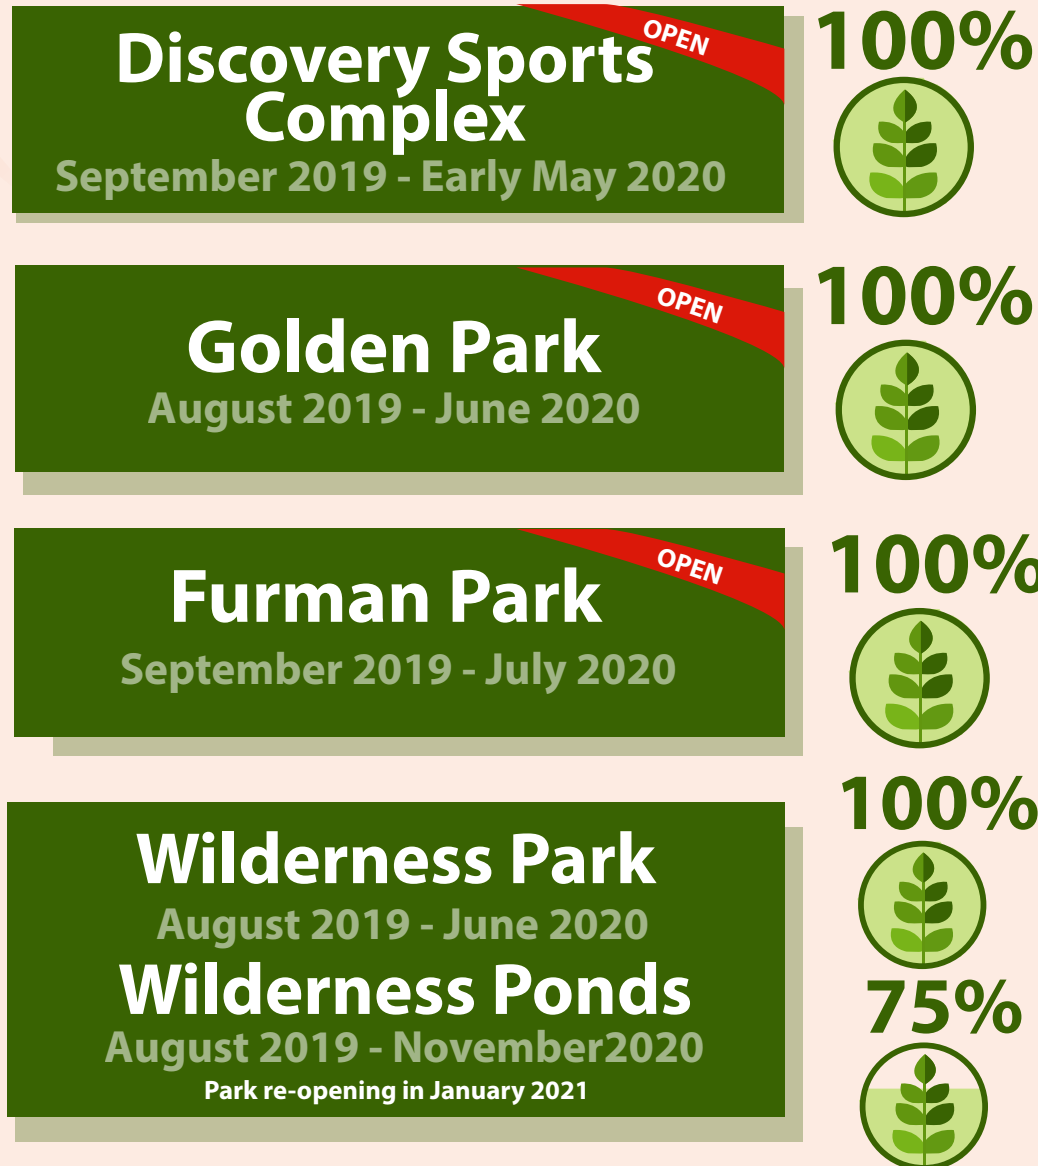 OPEN
Discovery Sports
Complex
September 2019 - Early May 2020
100%
OPEN
Golden Park
August 2019 - June 2020
100%
OPEN
Furman Park
September 2019 - July 2020
100%
Wilderness Park
August 2019 - June 2020
100%
Wilderness Ponds
August 2019 - November2020
Park re-opening in January 2021
75%